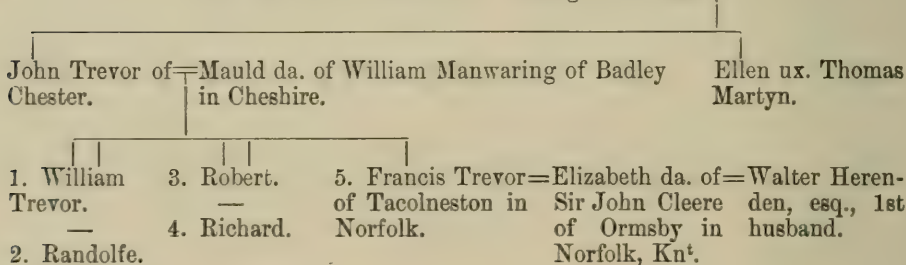 John Trevor of=Mauld da. of William Manwaring of Badley
Chester. in Cheshire.
Ellen ux. Thomas
Martyn.
1. William
Trevor.
—
2. Randolfe.
3. Robert.
—
4. Richard.
5. Francis Trevor=
of Tacolneston in
Norfolk.
Elizabeth da. of=
Sir John Cleere
of Ormsby in
Norfolk, Knt.
Walter Heren-
den, esq., 1st
husband.